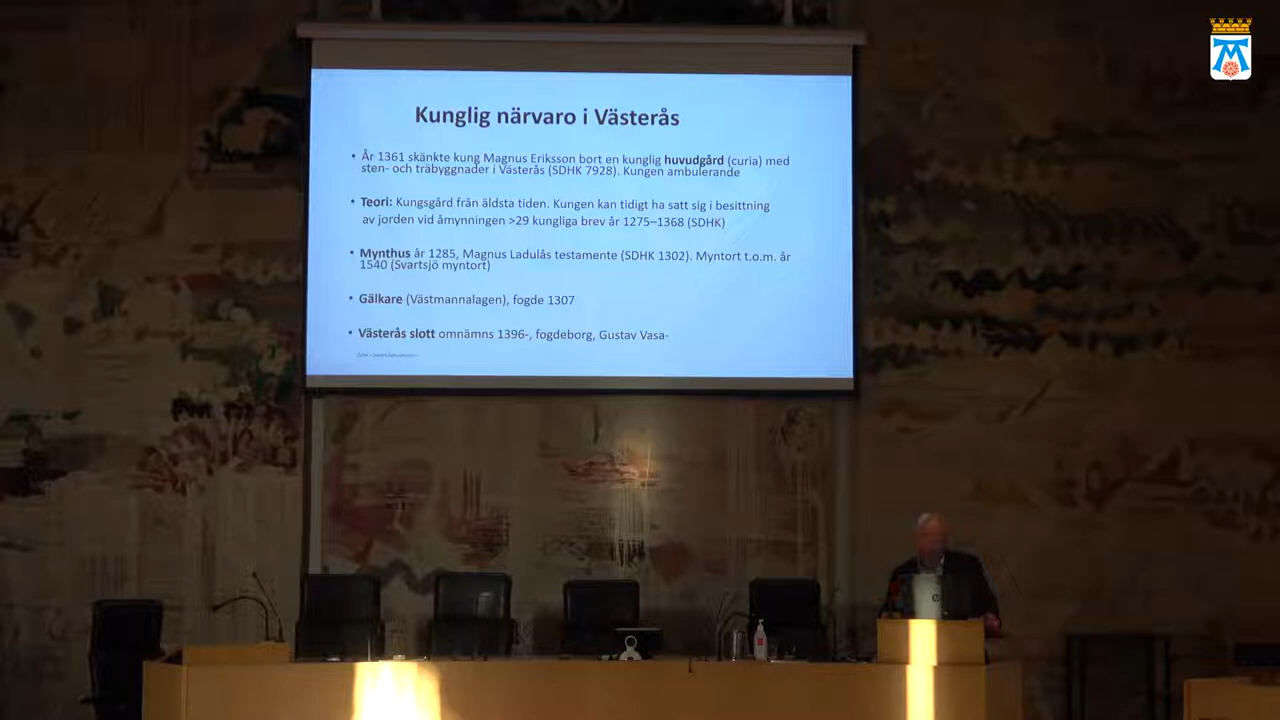 Kunglig närvaro i Västerås
• År 1361 skänkte kung Magnus Eriksson bort en kunglig huvudgård (curia) med
sten- och träbyggnader i Västerås (SDHK 7928). Kungen ambulerande
• Teori: Kungsgård från äldsta tiden. Kungen kan tidigt ha satt sig i besittning
av jorden vid åmynningen >29 kungliga brev år 1275–1368 (SDHK)
• Mynthus år 1285, Magnus Ladulås testamente (SDHK 1302). Myntort t.o.m. år
1540 (Svartsjö myntort)
• Gälkare (Västmannalagen), fogde 1307
• Västerås slott omnämns 1396-, fogdeborg, Gustav Vasa-